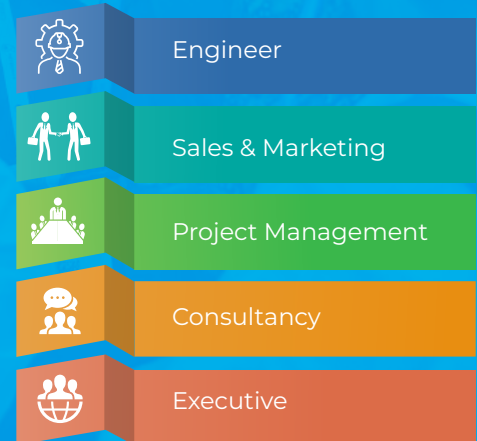 Engineer
Sales & Marketing
Project Management
Consultancy
Executive